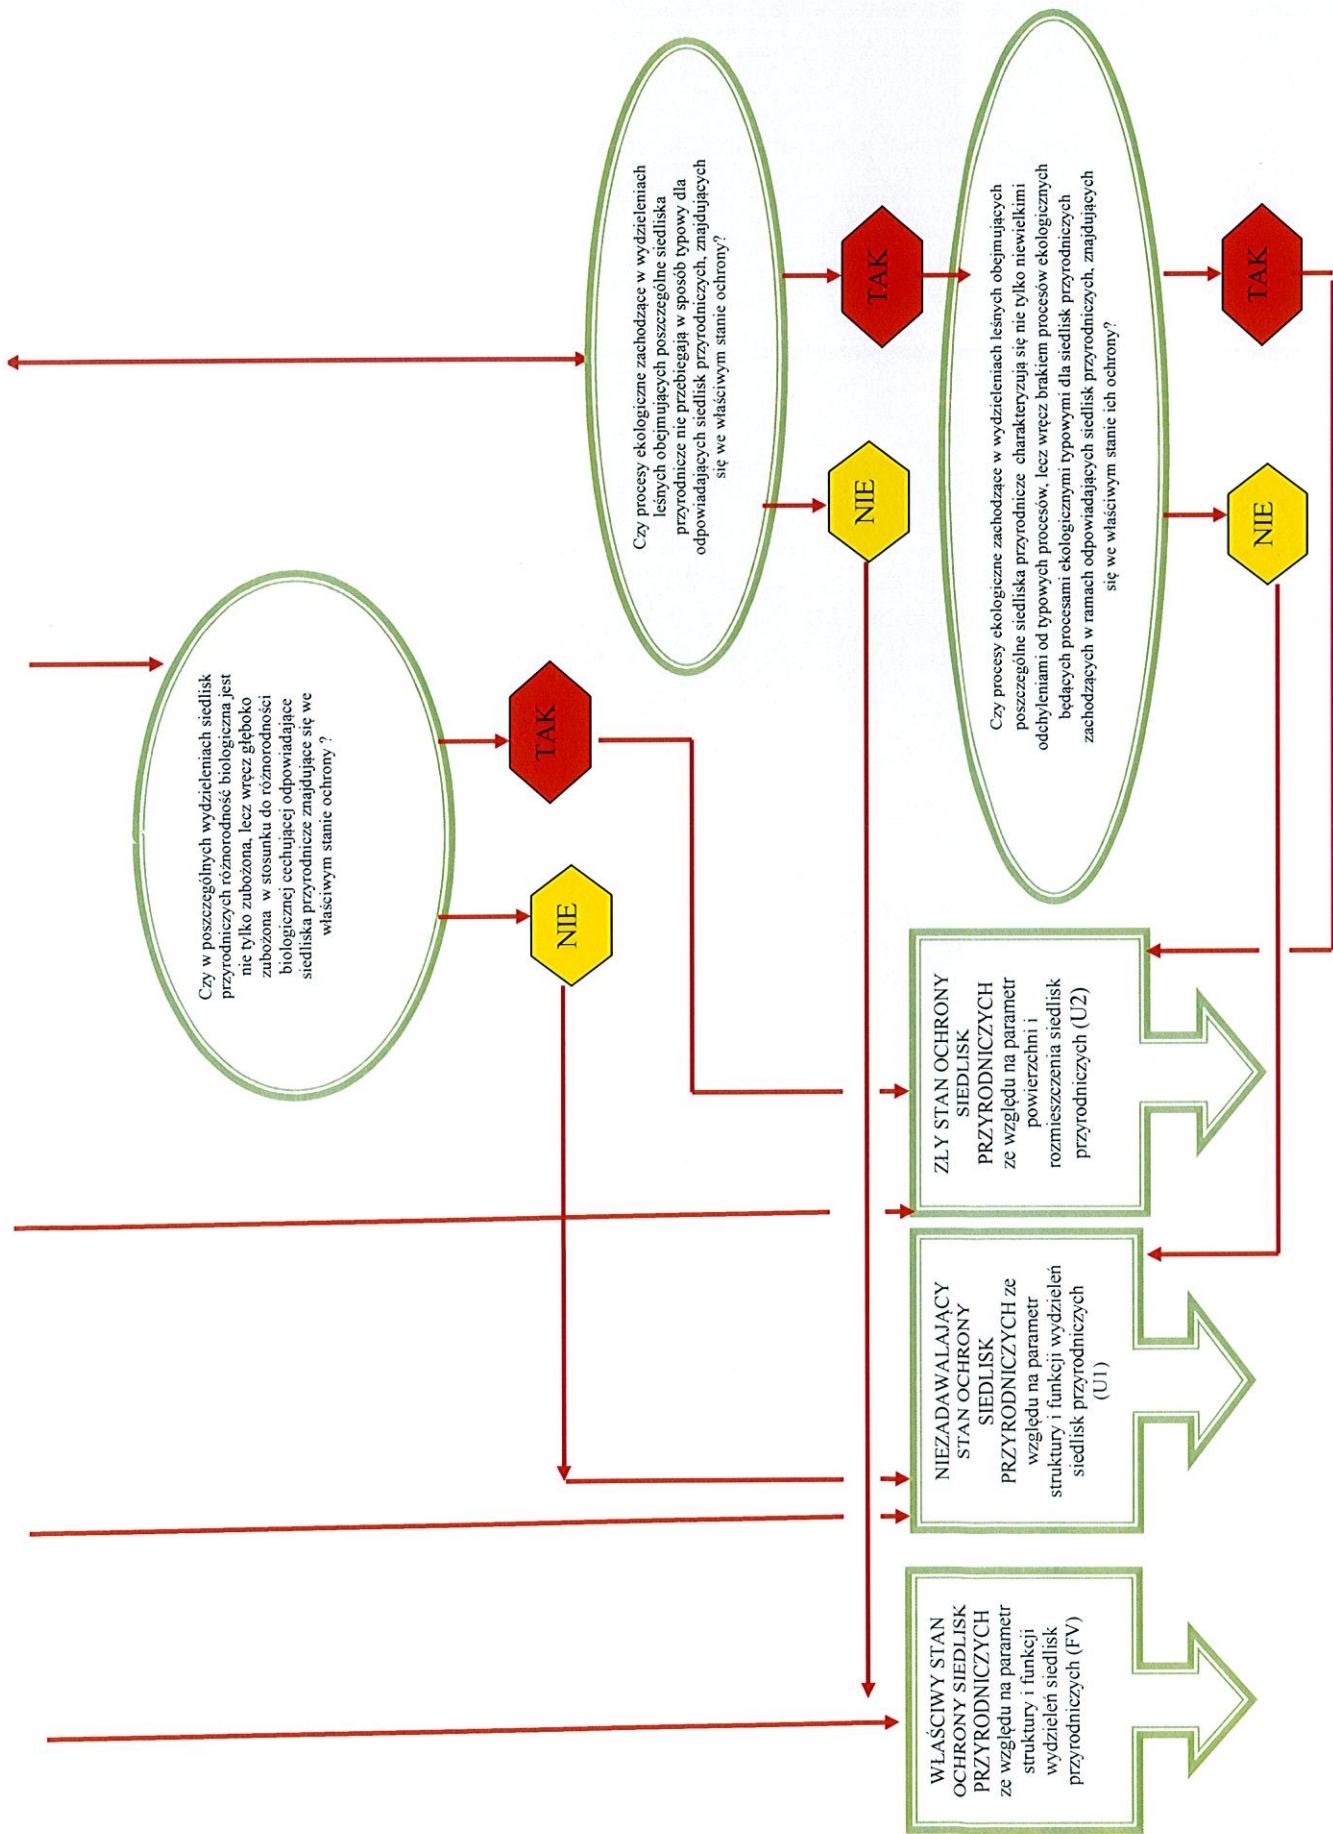 Czy w poszczególnych wydzieleniach siedlisk
przyrodniczych różnorodność biologiczna jest
nie tylko zubożona, lecz wręcz głęboko
zubożona w stosunku do różnorodności
biologicznej cechującej odpowiadające
siedliska przyrodnicze znajdujące się we
właściwym stanie ochrony ?
NIE
TAK
Czy procesy ekologiczne zachodzące w wydzieleniach
leśnych obejmujących poszczególne siedliska
przyrodnicze nie przebiegają w sposób typowy dla
odpowiadających siedlisk przyrodniczych, znajdujących
się we właściwym stanie ochrony?
NIE
TAK
Czy procesy ekologiczne zachodzące w wydzieleniach leśnych obejmujących
poszczególne siedliska przyrodnicze charakteryzują się nie tylko niewielkimi
odchyleniami od typowych procesów, lecz wręcz brakiem procesów ekologicznych
będących procesami ekologicznymi typowymi dla siedlisk przyrodniczych
zachodzących w ramach odpowiadających siedlisk przyrodniczych, znajdujących
się we właściwym stanie ich ochrony?
NIE
TAK
WŁAŚCIWY STAN
OCHRONY SIEDLISK
PRZYRODNICZYCH
ze względu na parametr
struktury i funkcji
wydzieleń siedlisk
przyrodniczych (FV)
NIEZADAWALAJĄCY
STAN OCHRONY
SIEDLISK
PRZYRODNICZYCH ze
względu na parametr
struktury i funkcji wydzieleń
siedlisk przyrodniczych
(U1)
ZŁY STAN OCHRONY
SIEDLISK
PRZYRODNICZYCH
ze względu na parametr
powierzchni i
rozmieszczenia siedlisk
przyrodniczych (U2)